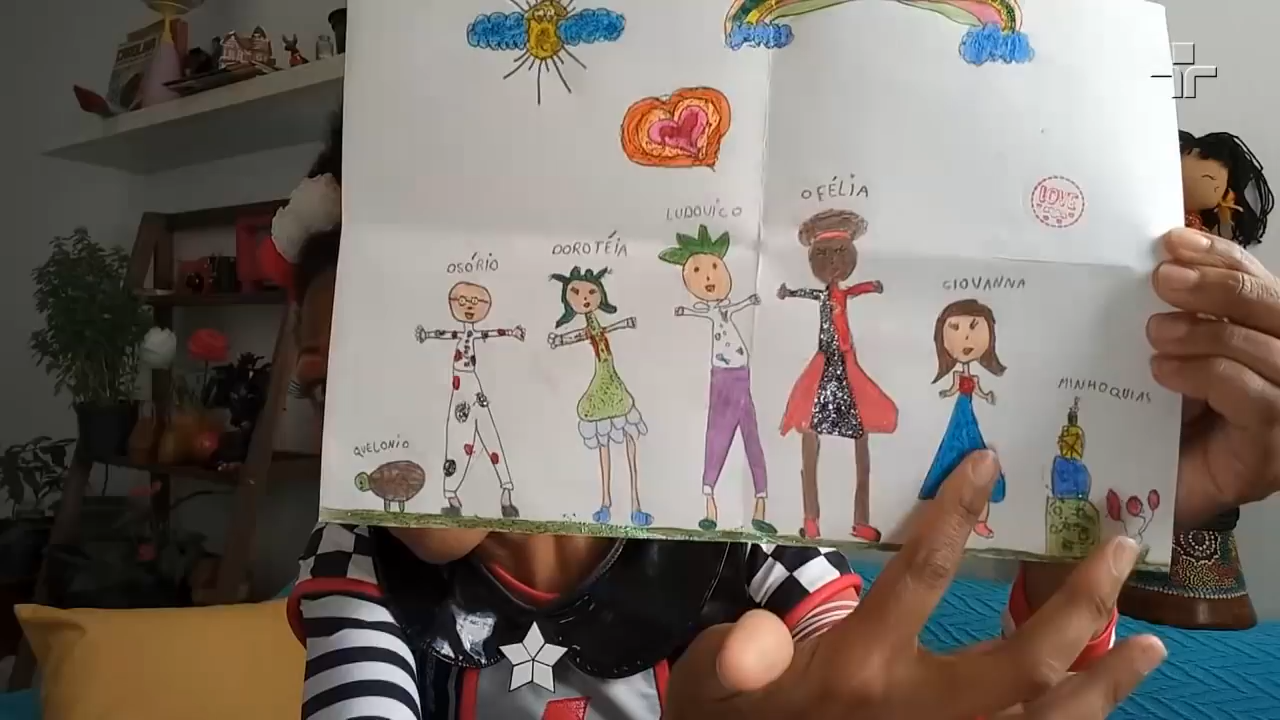 LOVE
OFÉLIA
LUDOVICO
DOROTÉIA
OSÓRIO
GIOVANNA
MINHOQUIAS
QUELONIO